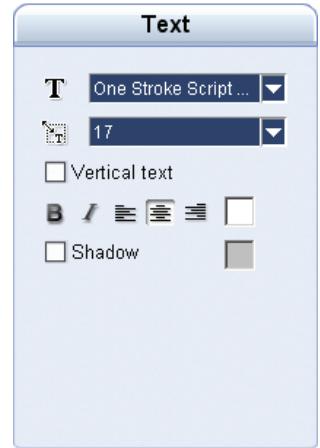 Text
T One Stroke Script ...
T 17
Vertical text
B I
Shadow